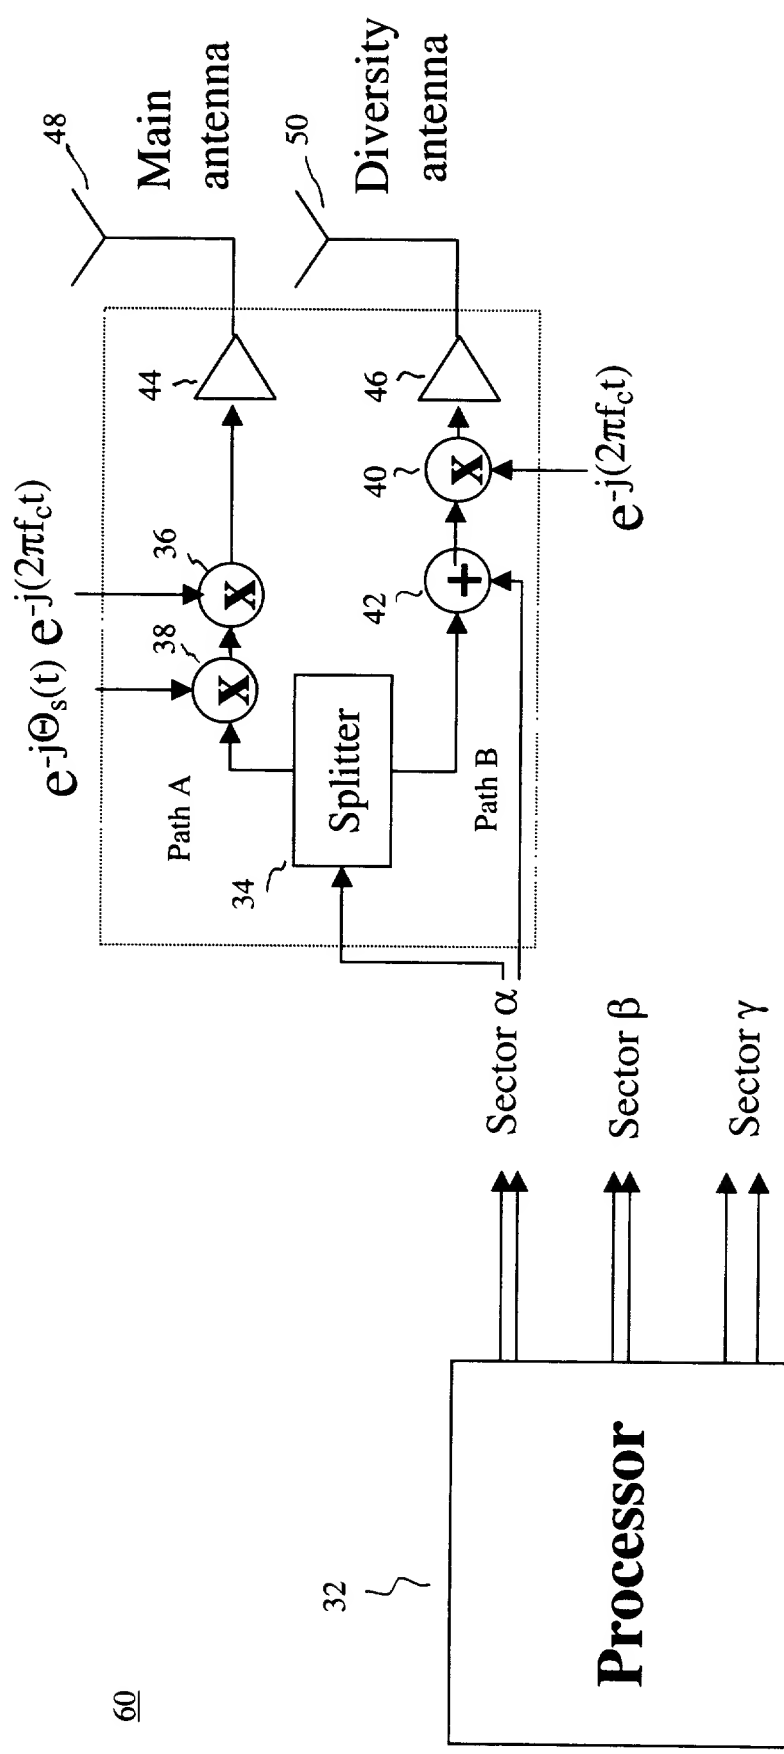 60
32
Processor
Sector α
Sector β
Sector γ
34
Splitter
Path A
Path B
e^-jΘs(t)
e^-j(2πfct)
38
36
X
X
42
+
40
X
e^-j(2πfct)
44
46
48
Main
antenna
50
Diversity
antenna